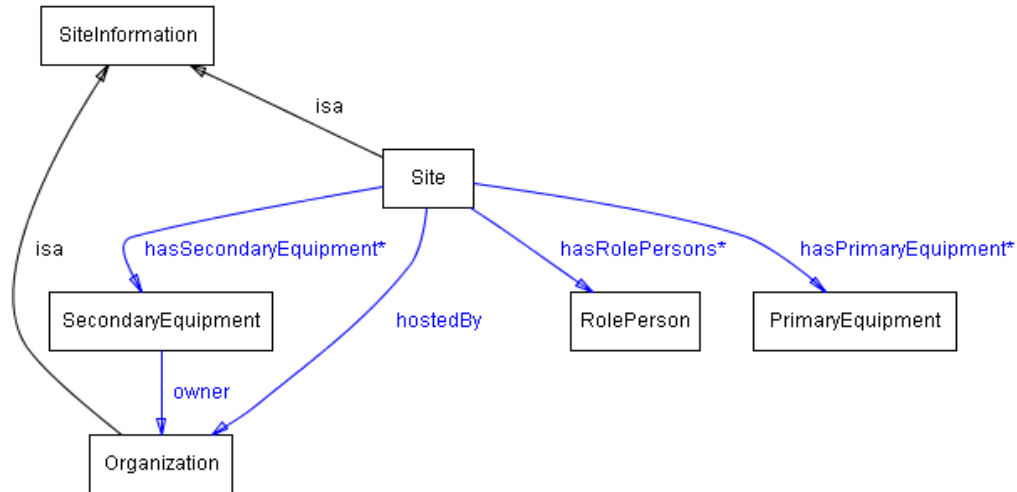 SiteInformation
isa
Site
isa
hasSecondaryEquipment*
hasRolePersons*
hasPrimaryEquipment*
SecondaryEquipment
hostedBy
RolePerson
PrimaryEquipment
owner
Organization